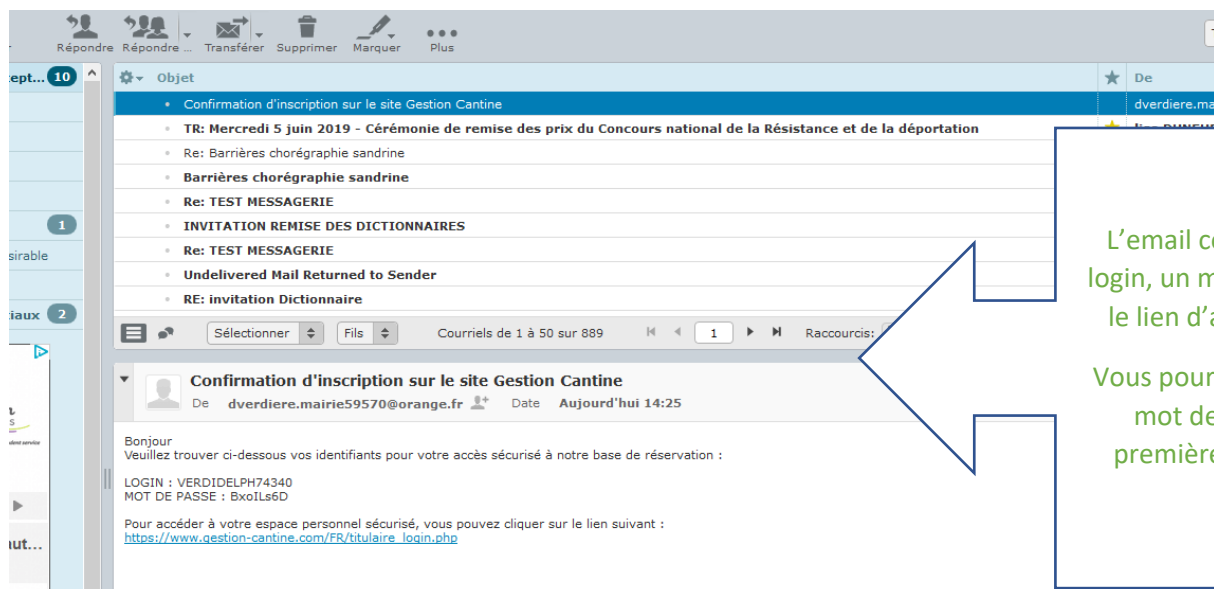 Répondre Répondre ... Transférer Supprimer Marquer Plus
ept... 10
Objet De
Confirmation d'inscription sur le site Gestion Cantine dverdiere.ma
TR: Mercredi 5 juin 2019 - Cérémonie de remise des prix du Concours national de la Résistance et de la déportation
Re: Barrières chorégraphie sandrine
Barrières chorégraphie sandrine
Re: TEST MESSAGERIE
1
INVITATION REMISE DES DICTIONNAIRES
sirable
Re: TEST MESSAGERIE
Undelivered Mail Returned to Sender
iaux 2
RE: invitation Dictionnaire
Sélectionner Fils Courriels de 1 à 50 sur 889 1 Raccourcis:
Confirmation d'inscription sur le site Gestion Cantine
De dverdiere.mairie59570@orange.fr Date Aujourd'hui 14:25
Bonjour
Veuillez trouver ci-dessous vos identifiants pour votre accès sécurisé à notre base de réservation :
LOGIN : VERDIDELPH74340
MOT DE PASSE : BxoILs6D
Pour accéder à votre espace personnel sécurisé, vous pouvez cliquer sur le lien suivant :
https://www.gestion-cantine.com/FR/titulaire_login.php
aut...
L'email co
login, un m
le lien d'a
Vous pour
mot de
première